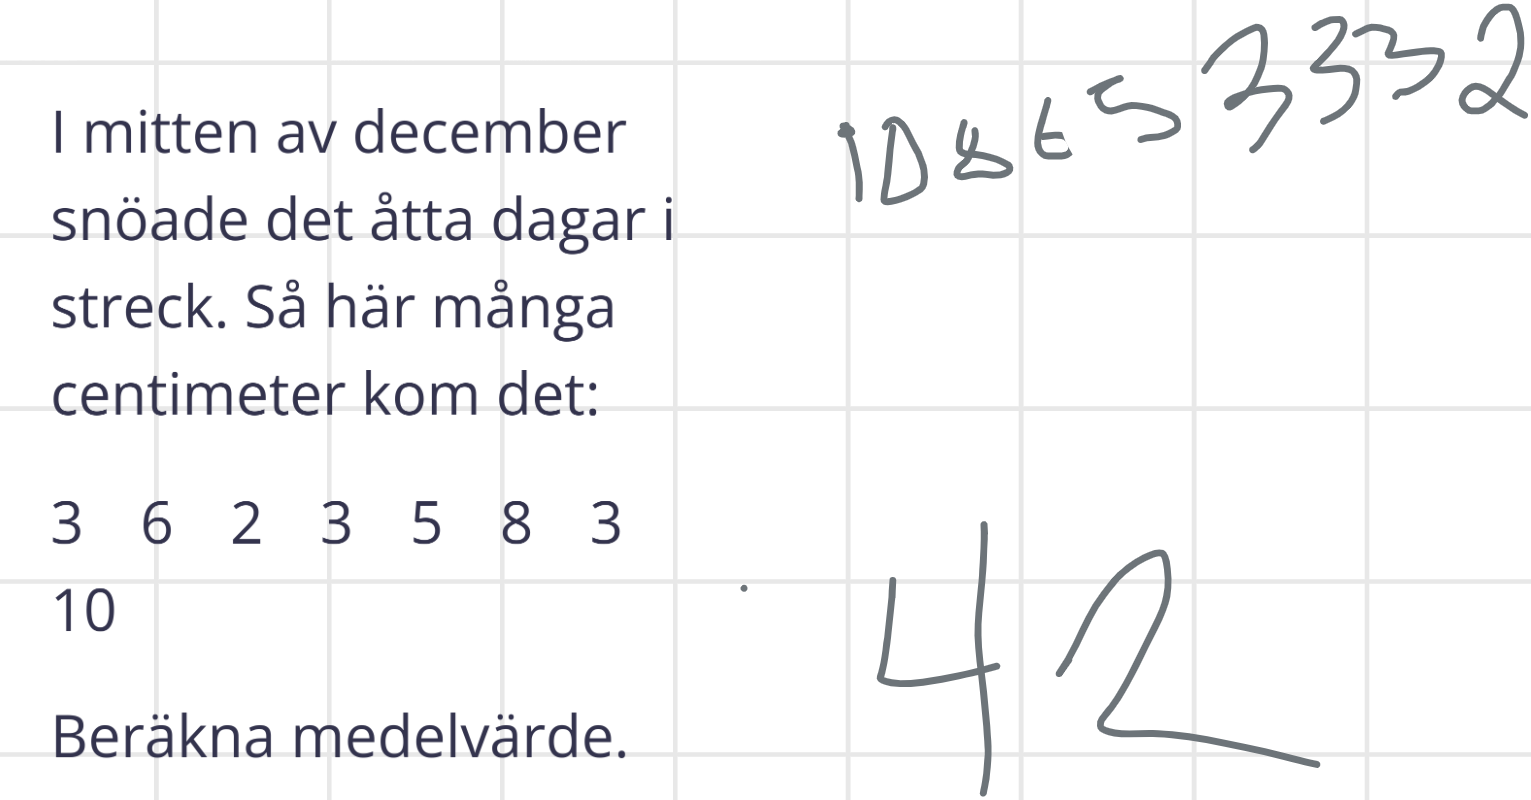 I mitten av december
snöade det åtta dagar i
streck. Så här många
centimeter kom det:
3 6 2 3 5 8 3
10
Beräkna medelvärde.
10 8 6 5 3 3 3 2
42